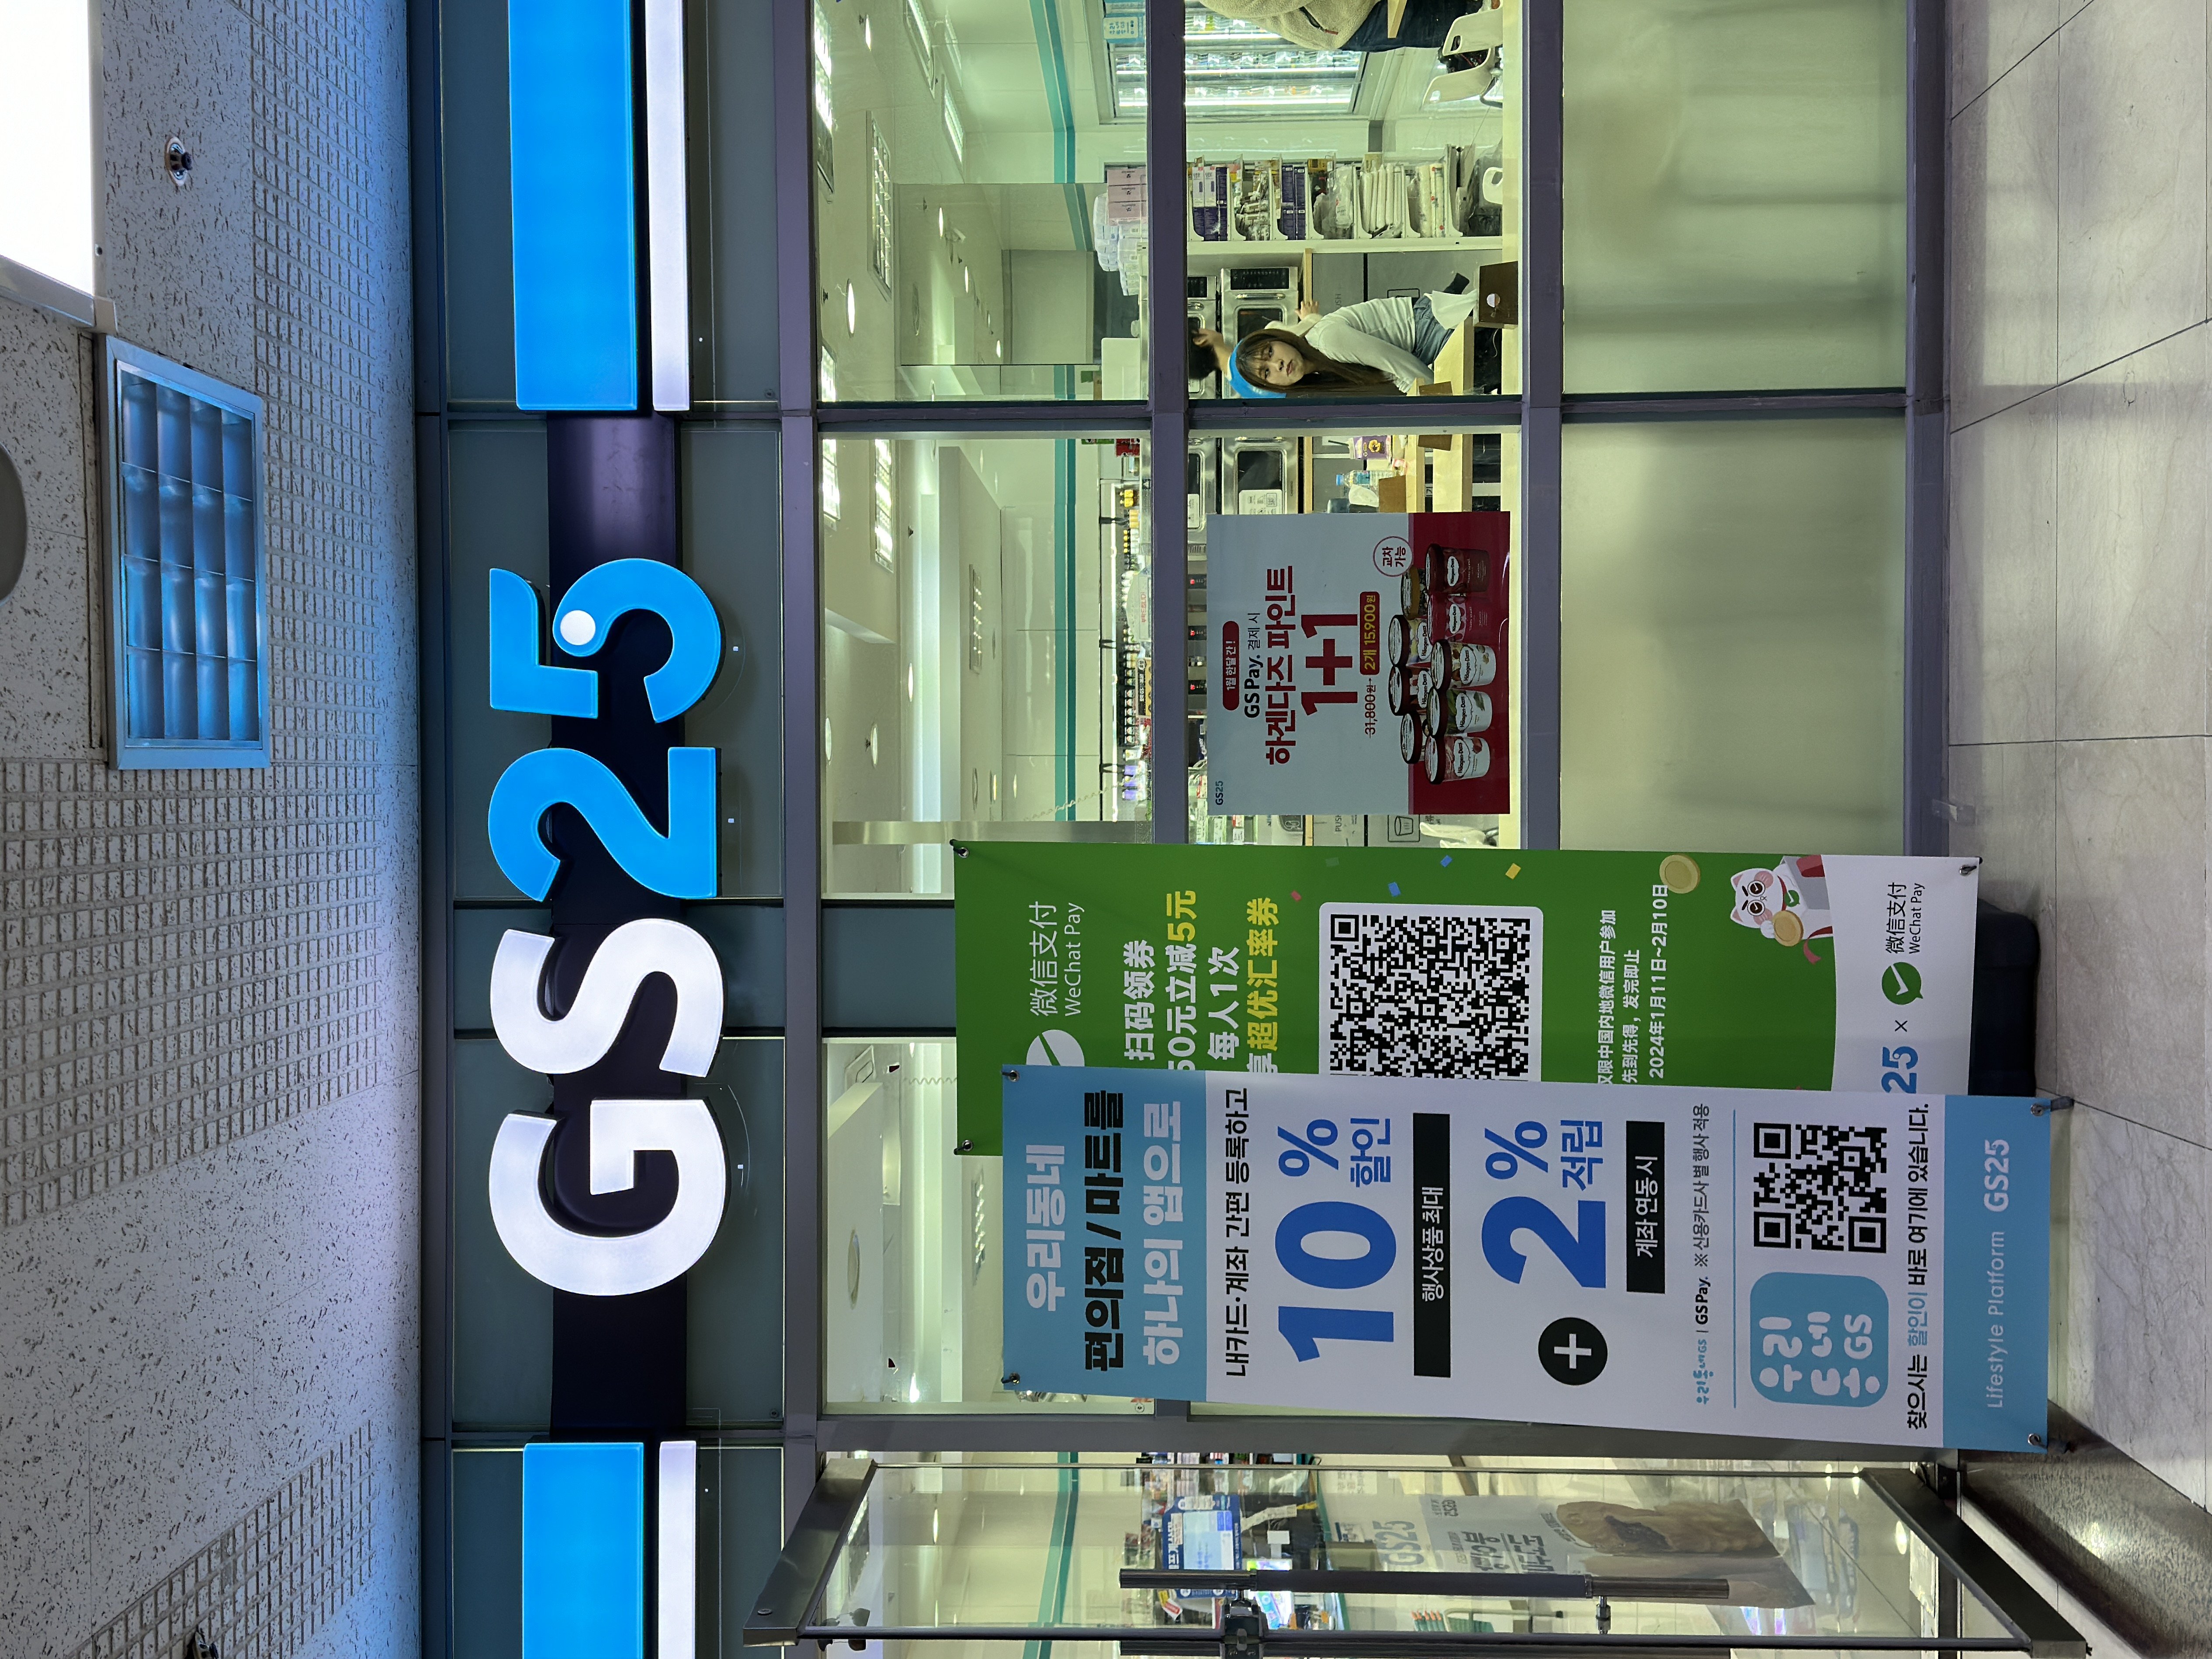 GS25
微信支付
WeChat Pay
扫码领券
50元立减5元
每人1次
享超优汇率券
仅限中国内地微信用户参加
先到先得，发完即止
2024年1月11日~2月10日
25 × 微信支付
WeChat Pay
우리동네
편의점 / 마트를
하나의 앱으로
내카드·계좌 간편 등록하고
10% 할인
행사상품 최대
+ 2% 적립
계좌 연동 시
우리동네GS | GS Pay. ※ 신용카드사 별 행사 적용
우리
동네
GS
찾으시는 할인이 바로 여기에 있습니다.
Lifestyle Platform GS25
GS25
1월 한달 간!
GS Pay. 결제 시
하겐다즈 파인트
1+1
31,800원 → 2개 15,900원
교차
가능
GS25